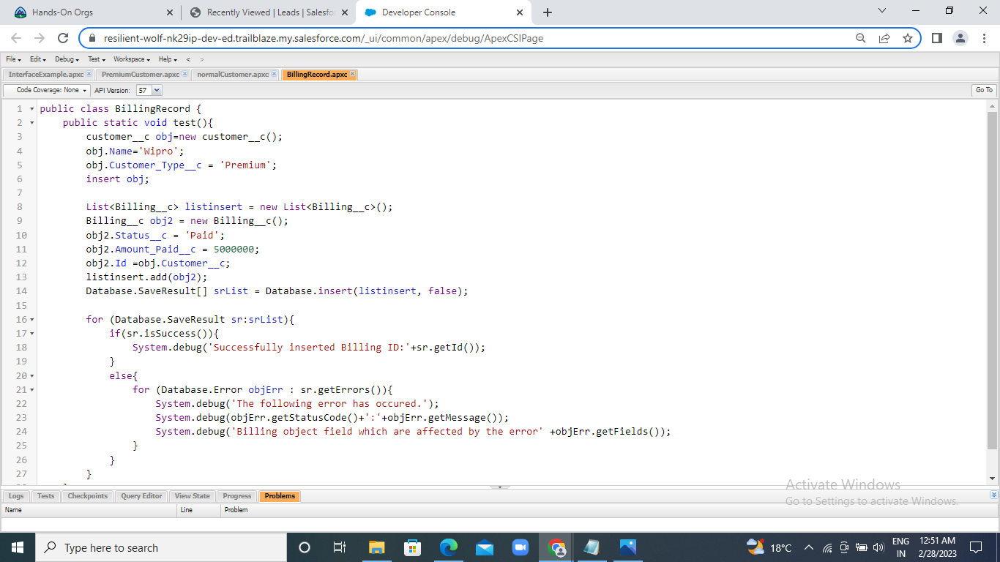 Hands-On Orgs
Recently Viewed | Leads | Salesfo
Developer Console
resilient-wolf-nk29ip-dev-ed.trailblaze.my.salesforce.com/_ui/common/apex/debug/ApexCSIPage
File Edit Debug Test Workspace Help < >
InterfaceExample.apxc PremiumCustomer.apxc normalCustomer.apxc BillingRecord.apxc
Code Coverage: None API Version: 57 Go To
1 public class BillingRecord {
2 public static void test(){
3 customer__c obj=new customer__c();
4 obj.Name='Wipro';
5 obj.Customer_Type__c = 'Premium';
6 insert obj;
7
8 List<Billing__c> listinsert = new List<Billing__c>();
9 Billing__c obj2 = new Billing__c();
10 obj2.Status__c = 'Paid';
11 obj2.Amount_Paid__c = 5000000;
12 obj2.Id =obj.Customer__c;
13 listinsert.add(obj2);
14 Database.SaveResult[] srList = Database.insert(listinsert, false);
15
16 for (Database.SaveResult sr:srList){
17 if(sr.isSuccess()){
18 System.debug('Successfully inserted Billing ID:'+sr.getId());
19 }
20 else{
21 for (Database.Error objErr : sr.getErrors()){
22 System.debug('The following error has occured.');
23 System.debug(objErr.getStatusCode()+':'+objErr.getMessage());
24 System.debug('Billing object field which are affected by the error' +objErr.getFields());
25 }
26 }
27 }
Activate Windows
Go to Settings to activate Windows.
Logs Tests Checkpoints Query Editor View State Progress Problems
Name Line Problem
Type here to search
18°C
ENG
IN
12:51 AM
2/28/2023